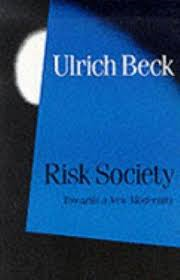 Ulrich Beck
Risk Society
Towards a New Modernity